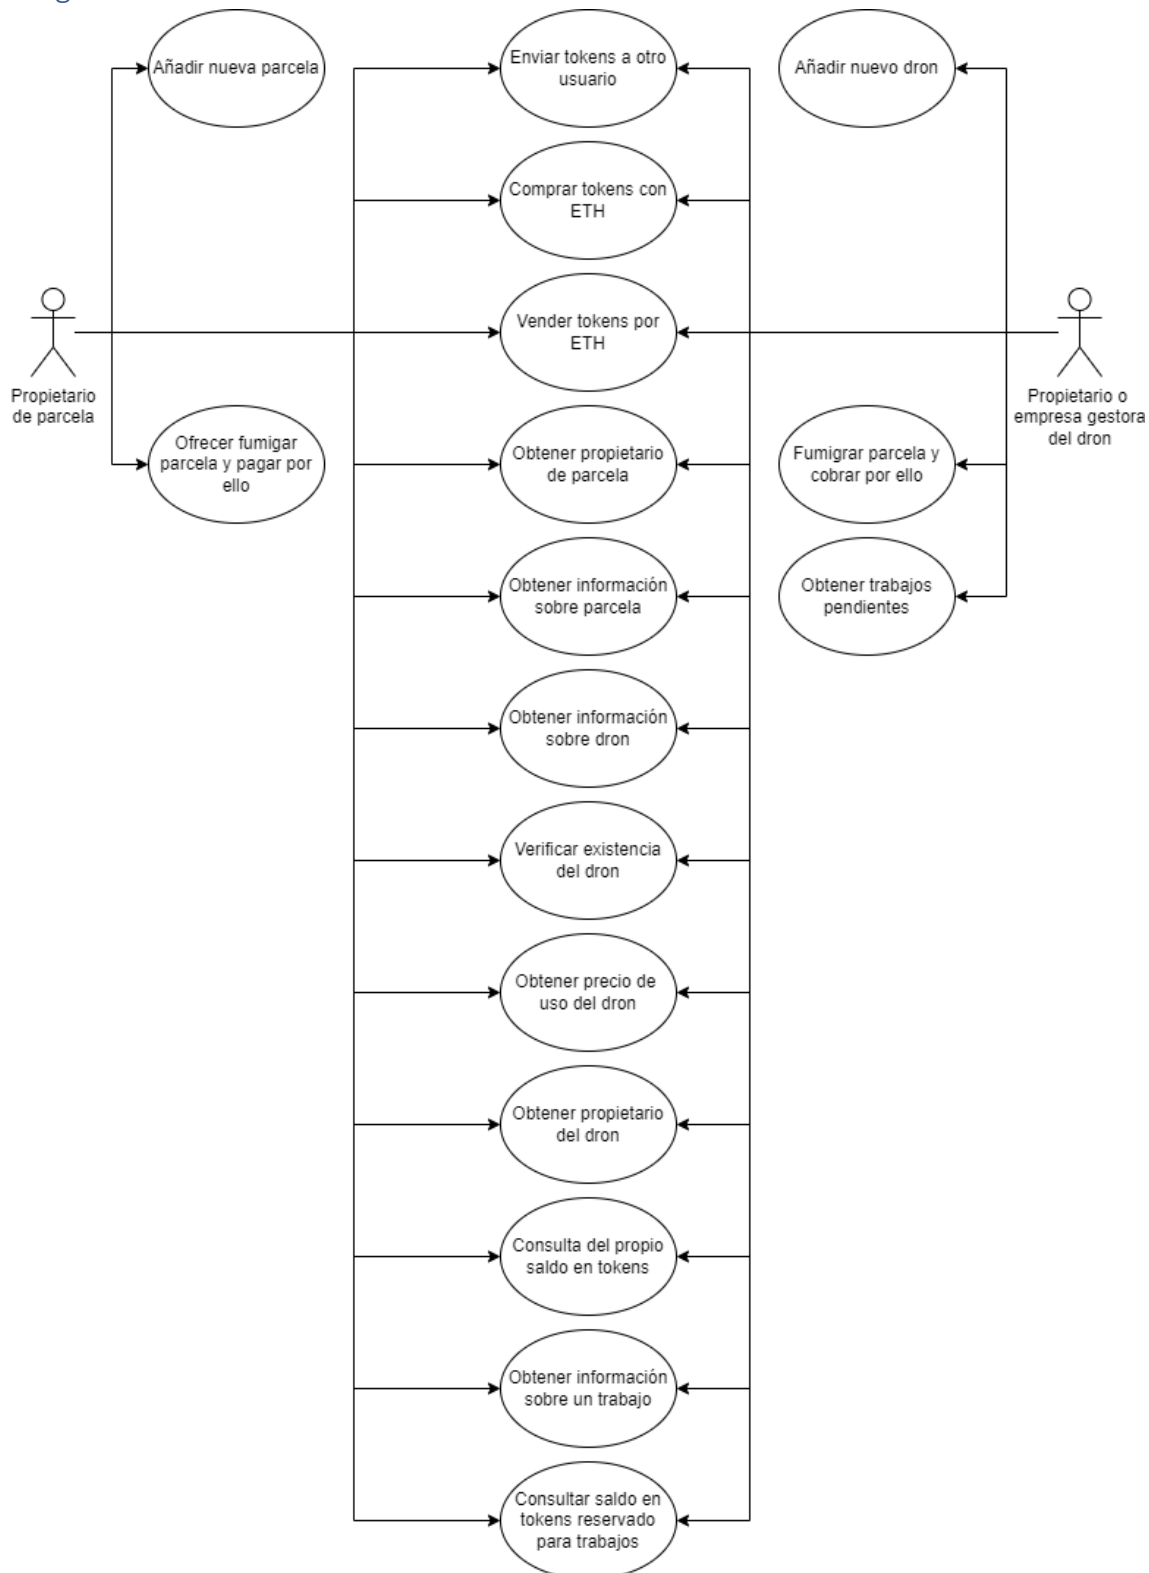 Añadir nueva parcela
Enviar tokens a otro
usuario
Añadir nuevo dron
Comprar tokens con
ETH
Vender tokens por
ETH
Propietario
de parcela
Propietario o
empresa gestora
del dron
Ofrecer fumigar
parcela y pagar por
ello
Obtener propietario
de parcela
Fumigrar parcela y
cobrar por ello
Obtener información
sobre parcela
Obtener trabajos
pendientes
Obtener información
sobre dron
Verificar existencia
del dron
Obtener precio de
uso del dron
Obtener propietario
del dron
Consulta del propio
saldo en tokens
Obtener información
sobre un trabajo
Consultar saldo en
tokens reservado
para trabajos